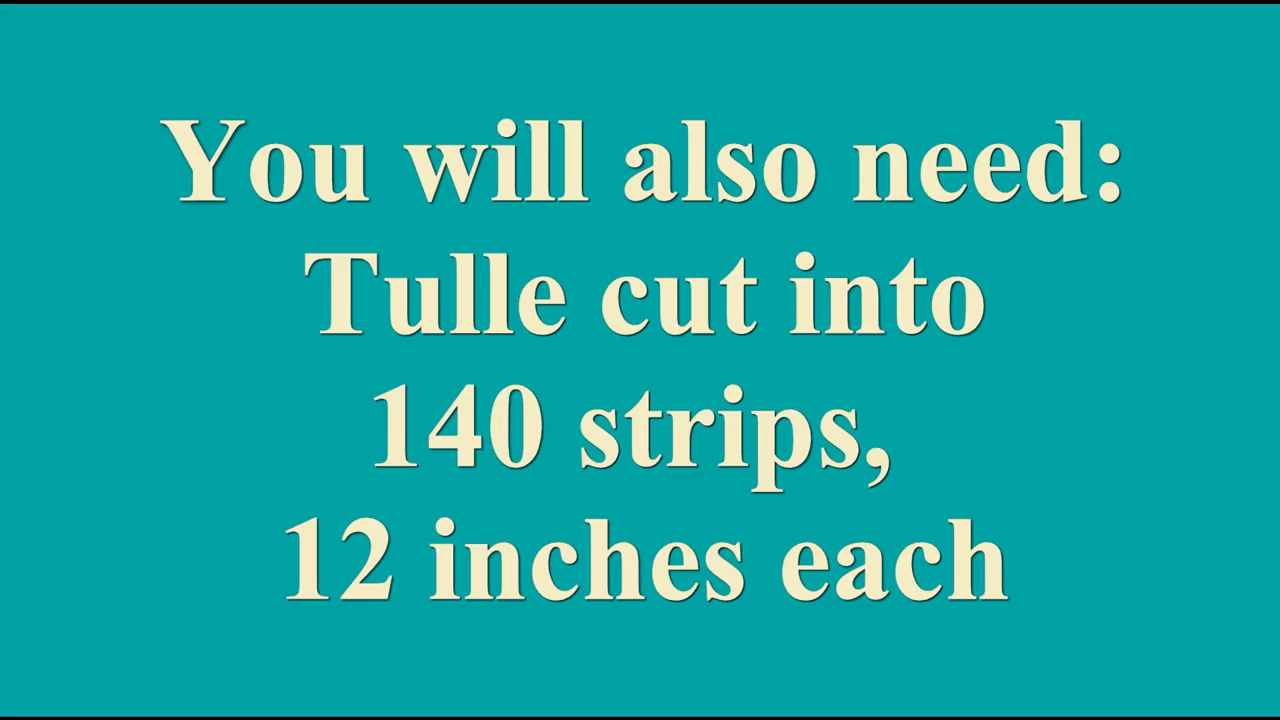 You will also need:
Tulle cut into
140 strips,
12 inches each